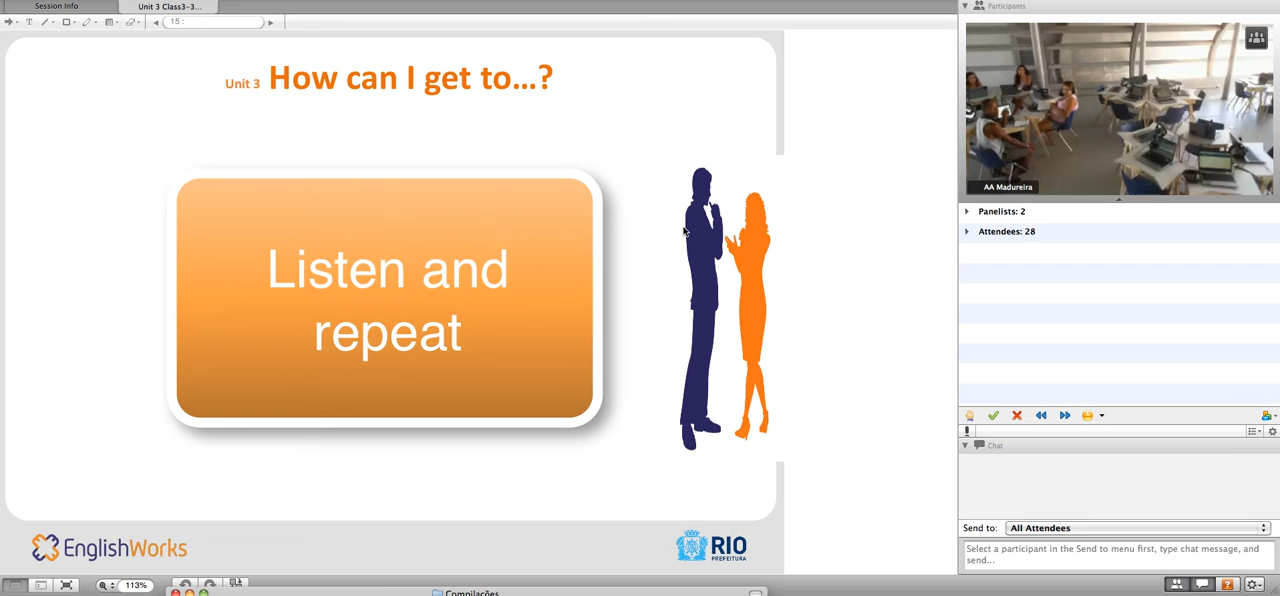 Session Info
Unit 3 Class3-3...
Participants
T
15 :
Unit 3 How can I get to...?
Listen and
repeat
AA Madureira
Panelists: 2
Attendees: 28
Chat
Send to: All Attendees
Select a participant in the Send to menu first, type chat message, and
send...
EnglishWorks
RIO
PREFEITURA
113%
Compilações